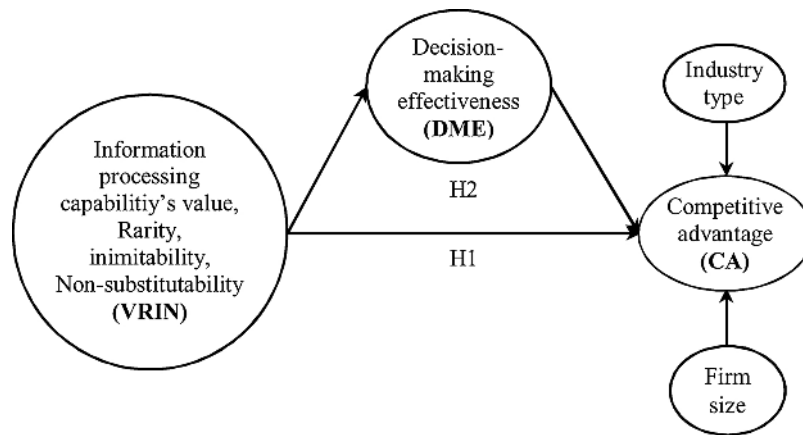 Decision-
making
effectiveness
(DME)
Industry
type
Information
processing
capabilitiy's value,
Rarity,
inimitability,
Non-substitutability
(VRIN)
H2
H1
Competitive
advantage
(CA)
Firm
size